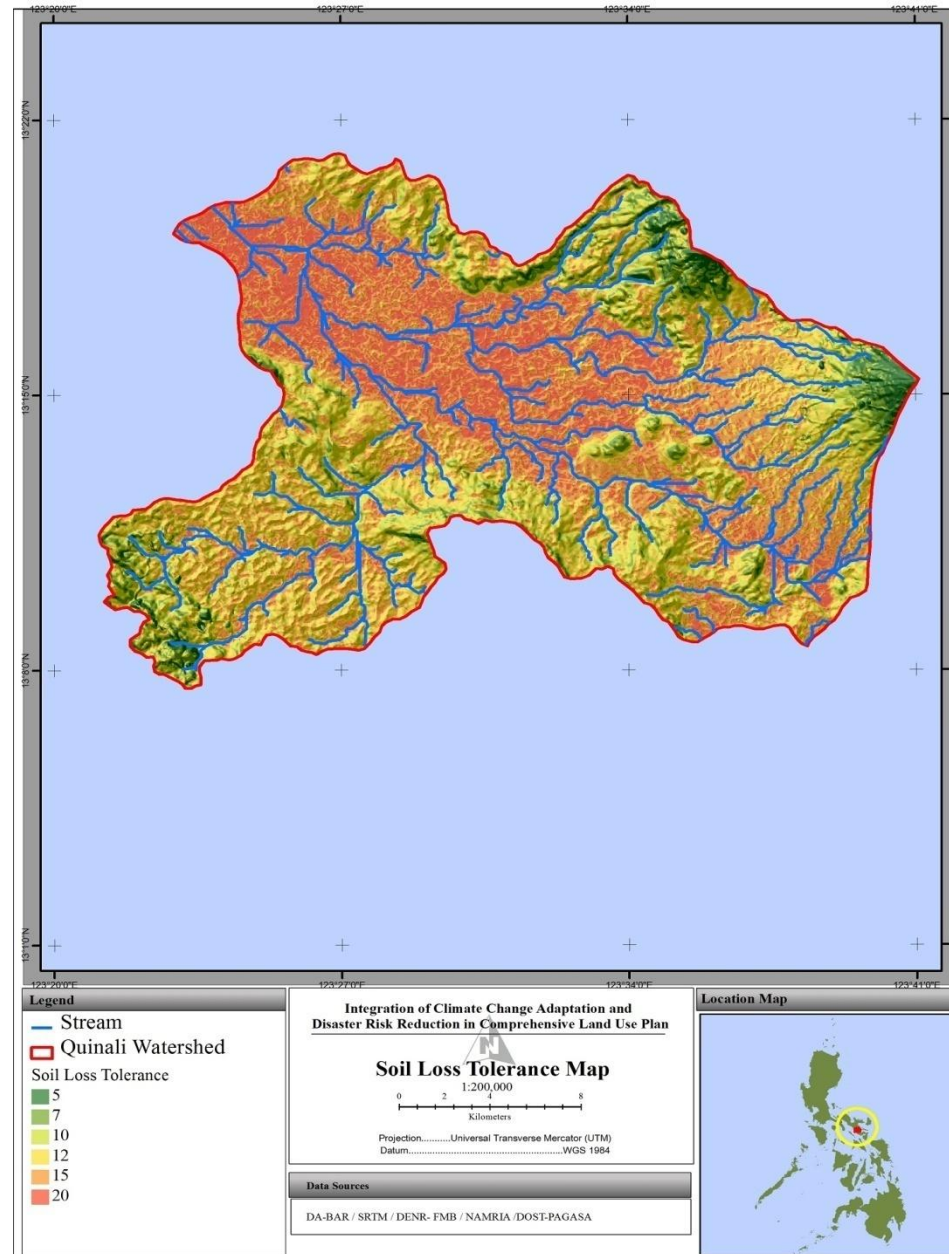 123°20'0"E 123°27'0"E 123°34'0"E 123°41'0"E
13°22'0"N
13°15'0"N
13°8'0"N
13°1'0"N
123°20'0"E 123°27'0"E 123°34'0"E 123°41'0"E
Legend
Stream
Quinali Watershed
Soil Loss Tolerance
5
7
10
12
15
20
Integration of Climate Change Adaptation and
Disaster Risk Reduction in Comprehensive Land Use Plan
N
Soil Loss Tolerance Map
1:200,000
0 2 4 6 8
Kilometers
Projection..........Universal Transverse Mercator (UTM)
Datum......................................................WGS 1984
Data Sources
DA-BAR / SRTM / DENR- FMB / NAMRIA /DOST-PAGASA
Location Map